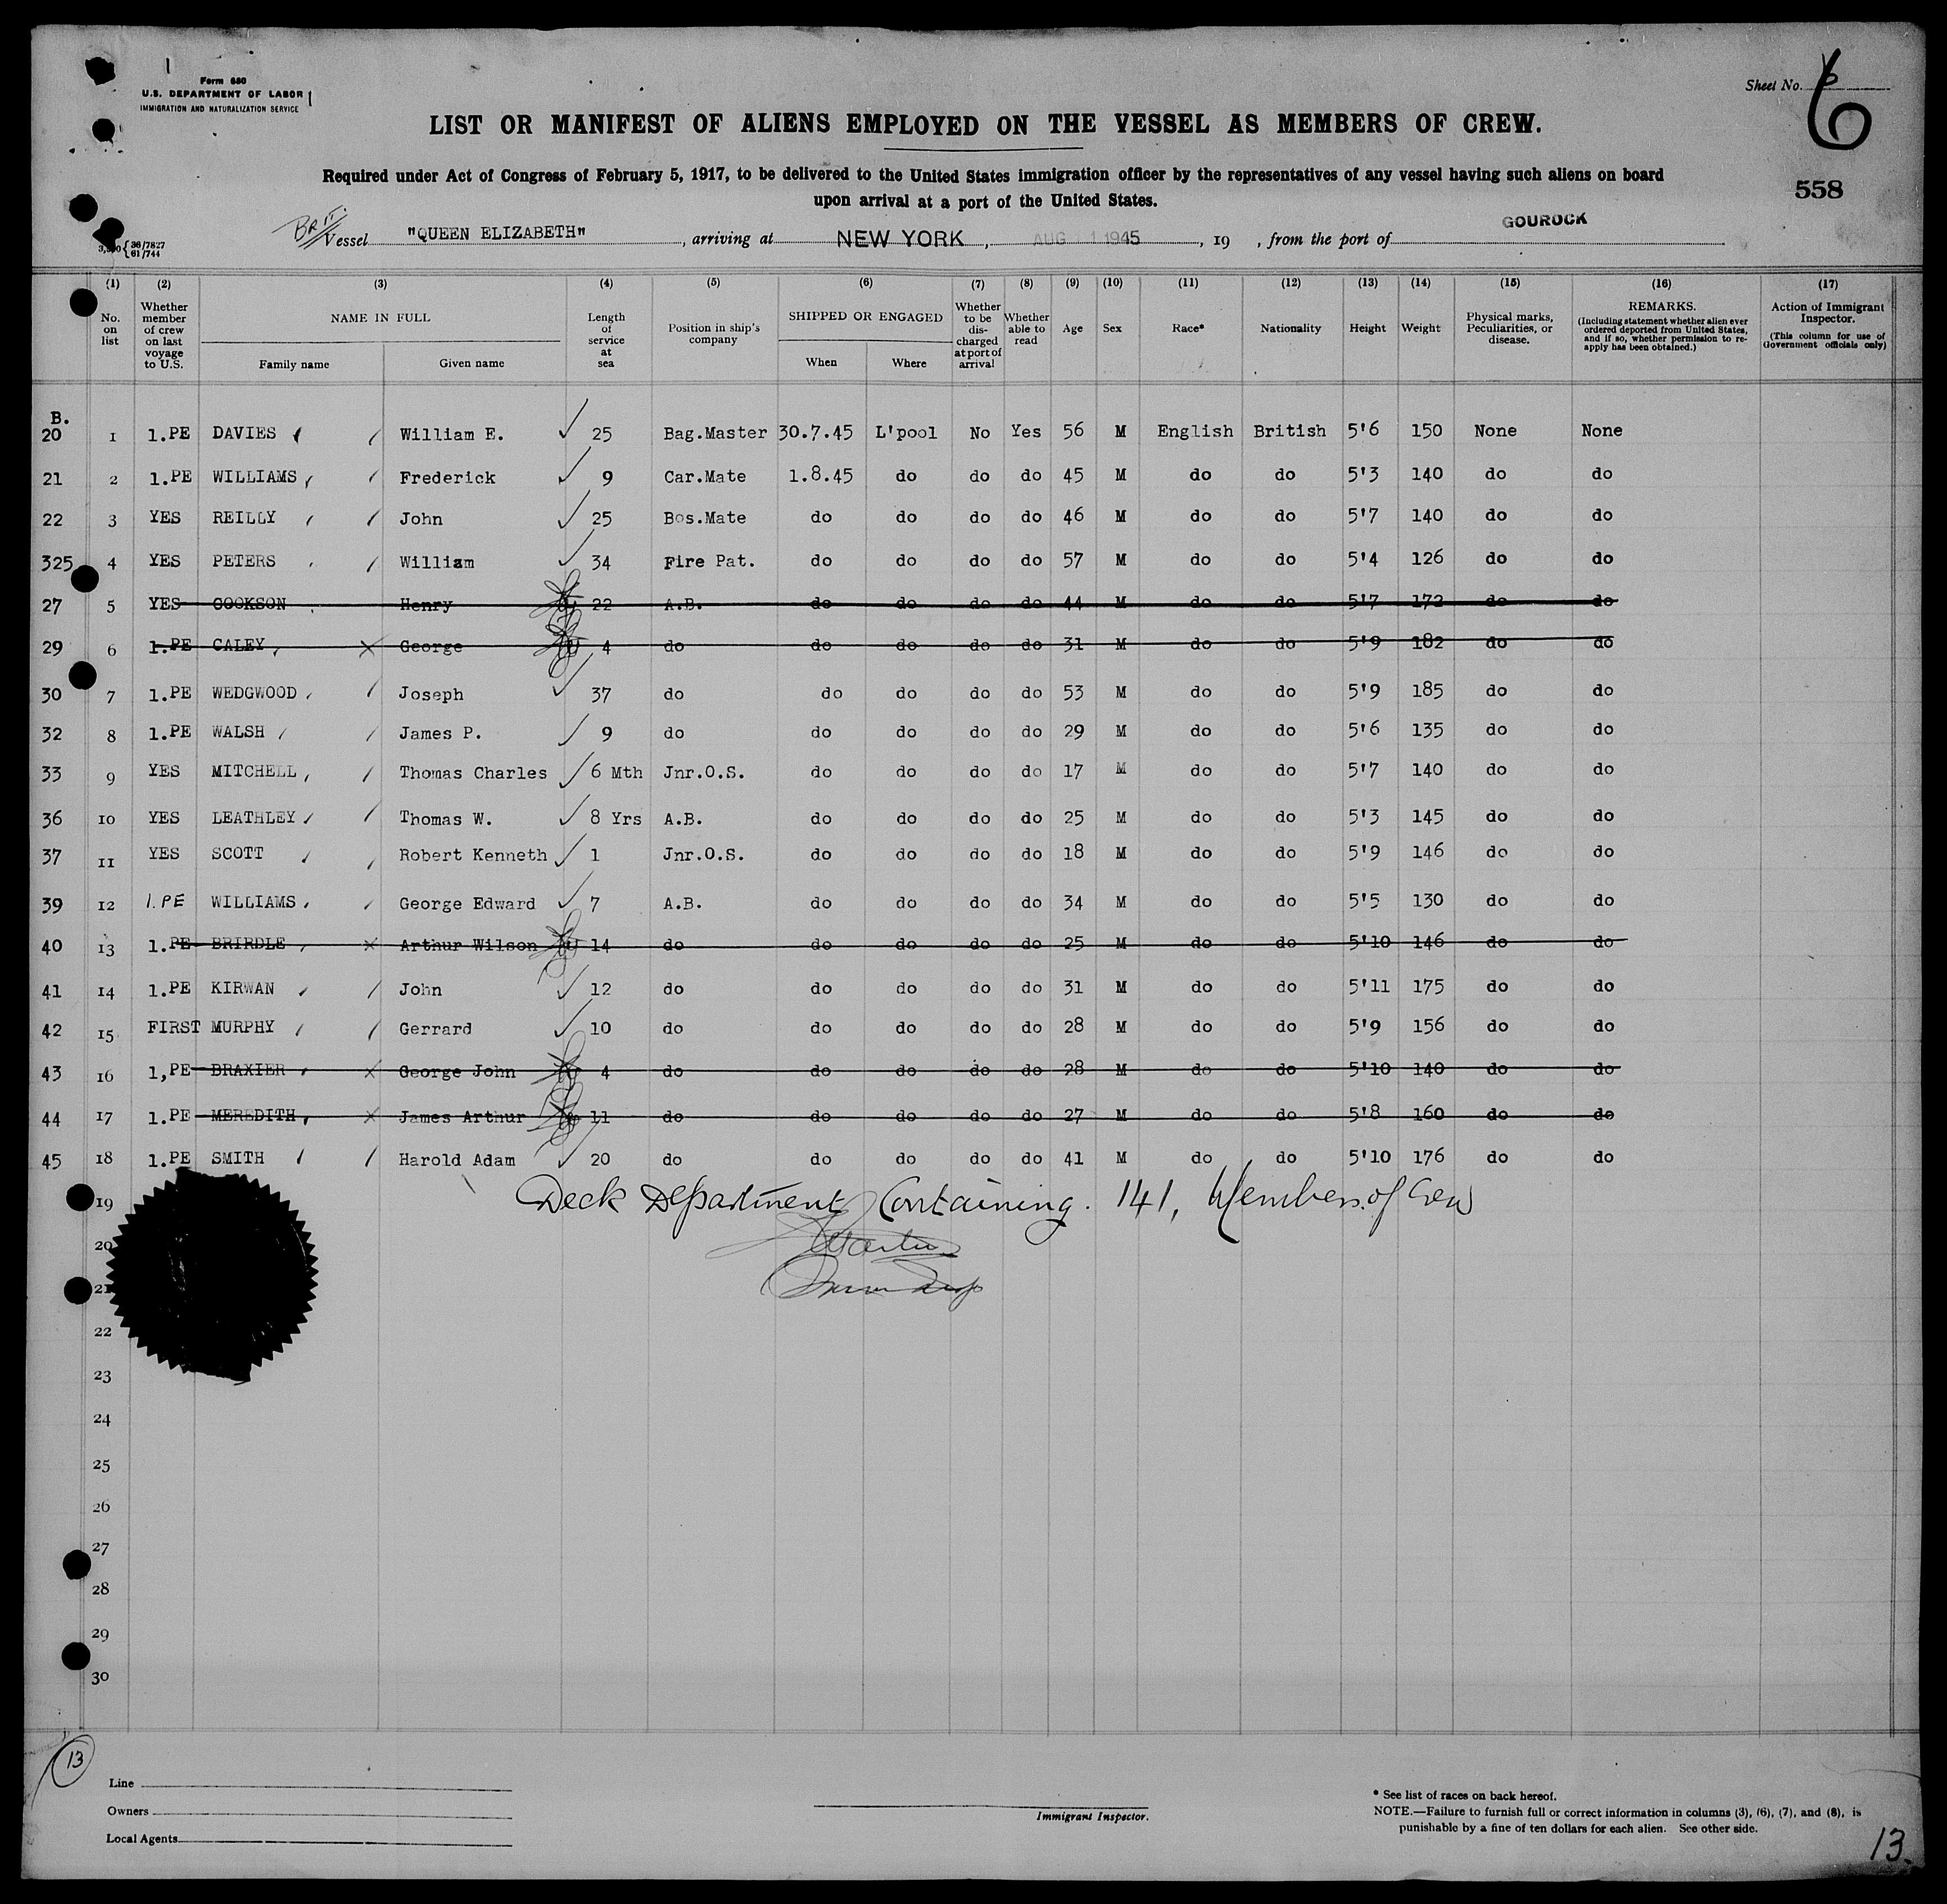 Form 680
U.S. DEPARTMENT OF LABOR
IMMIGRATION AND NATURALIZATION SERVICE
Sheet No. 6
LIST OR MANIFEST OF ALIENS EMPLOYED ON THE VESSEL AS MEMBERS OF CREW.
Required under Act of Congress of February 5, 1917, to be delivered to the United States immigration officer by the representatives of any vessel having such aliens on board
upon arrival at a port of the United States.
558
36/7827
61/744
BRIT. Vessel "QUEEN ELIZABETH", arriving at NEW YORK, AUG 1945, 19 , from the port of GOUROCK
(1) (2) (3) (4) (5) (6) (7) (8) (9) (10) (11) (12) (13) (14) (15) (16) (17)
No. on list
Whether member of crew on last voyage to U.S.
NAME IN FULL
Family name
Given name
Length of service at sea
Position in ship's company
SHIPPED OR ENGAGED
When
Where
Whether to be discharged at port of arrival
Whether able to read
Age
Sex
Race*
Nationality
Height
Weight
Physical marks, Peculiarities, or disease.
REMARKS.
(Including statement whether alien ever ordered deported from United States, and if so, whether permission to re-apply has been obtained.)
Action of Immigrant Inspector.
(This column for use of Government officials only)
B.
20 1 1.PE DAVIES William E. 25 Bag.Master 30.7.45 L'pool No Yes 56 M English British 5'6 150 None None
21 2 1.PE WILLIAMS Frederick 9 Car.Mate 1.8.45 do do do 45 M do do 5'3 140 do do
22 3 YES REILLY John 25 Bos.Mate do do do do 46 M do do 5'7 140 do do
325 4 YES PETERS William 34 Fire Pat. do do do do 57 M do do 5'4 126 do do
27 5 YES COOKSON Henry 22 A.B. do do do do 44 M do do 5'7 172 do do
29 6 1.PE CALEY George 4 do do do do do 31 M do do 5'9 182 do do
30 7 1.PE WEDGWOOD Joseph 37 do do do do do 53 M do do 5'9 185 do do
32 8 1.PE WALSH James P. 9 do do do do do 29 M do do 5'6 135 do do
33 9 YES MITCHELL Thomas Charles 6 Mth Jnr.O.S. do do do do 17 M do do 5'7 140 do do
36 10 YES LEATHLEY Thomas W. 8 Yrs A.B. do do do do 25 M do do 5'3 145 do do
37 11 YES SCOTT Robert Kenneth 1 Jnr.O.S. do do do do 18 M do do 5'9 146 do do
39 12 1.PE WILLIAMS George Edward 7 A.B. do do do do 34 M do do 5'5 130 do do
40 13 1.PE BRIRDLE Arthur Wilson 14 do do do do do 25 M do do 5'10 146 do do
41 14 1.PE KIRWAN John 12 do do do do do 31 M do do 5'11 175 do do
42 15 FIRST MURPHY Gerrard 10 do do do do do 28 M do do 5'9 156 do do
43 16 1,PE BRAXIER George John 4 do do do do do 28 M do do 5'10 140 do do
44 17 1.PE MEREDITH James Arthur 11 do do do do do 27 M do do 5'8 160 do do
45 18 1.PE SMITH Harold Adam 20 do do do do do 41 M do do 5'10 176 do do
19 Deck Department Containing. 141, Members of Crew
20
21
22
23
24
25
26
27
28
29
30
13
Line
Owners
Local Agents
Immigrant Inspector.
* See list of races on back hereof.
NOTE.—Failure to furnish full or correct information in columns (3), (6), (7), and (8), is
punishable by a fine of ten dollars for each alien. See other side.
13.